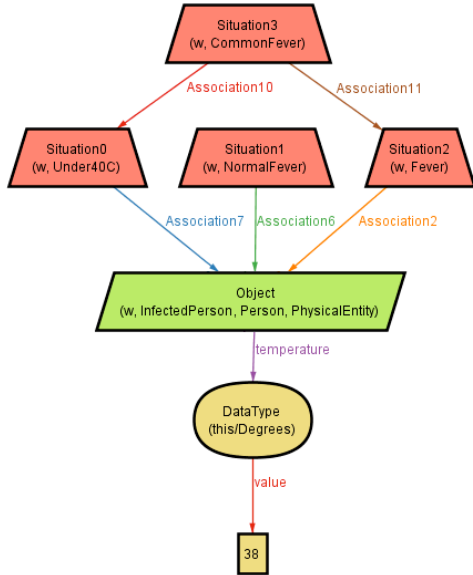 Situation3
(w, CommonFever)
Association10
Association11
Situation0
(w, Under40C)
Situation1
(w, NormalFever)
Situation2
(w, Fever)
Association7
Association6
Association2
Object
(w, InfectedPerson, Person, PhysicalEntity)
temperature
DataType
(this/Degrees)
value
38